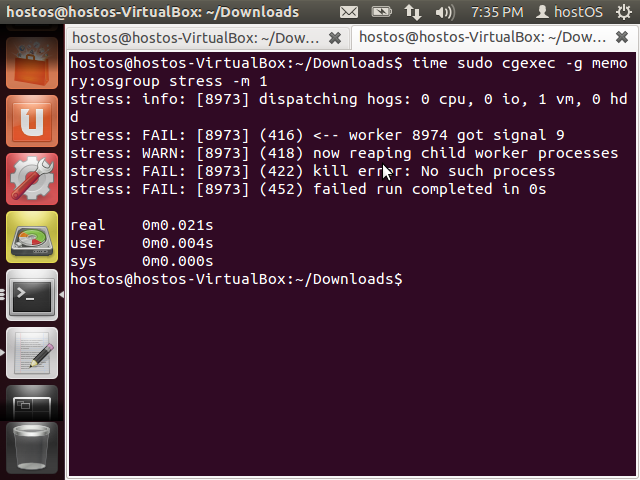 hostos@hostos-VirtualBox: ~/Downloads 7:35 PM hostOS
hostos@hostos-VirtualBox: ~/Dow... hostos@hostos-VirtualBox: ~/Dow...
hostos@hostos-VirtualBox:~/Downloads$ time sudo cgexec -g memo
ry:osgroup stress -m 1
stress: info: [8973] dispatching hogs: 0 cpu, 0 io, 1 vm, 0 hd
d
stress: FAIL: [8973] (416) <-- worker 8974 got signal 9
stress: WARN: [8973] (418) now reaping child worker processes
stress: FAIL: [8973] (422) kill error: No such process
stress: FAIL: [8973] (452) failed run completed in 0s
real 0m0.021s
user 0m0.004s
sys 0m0.000s
hostos@hostos-VirtualBox:~/Downloads$